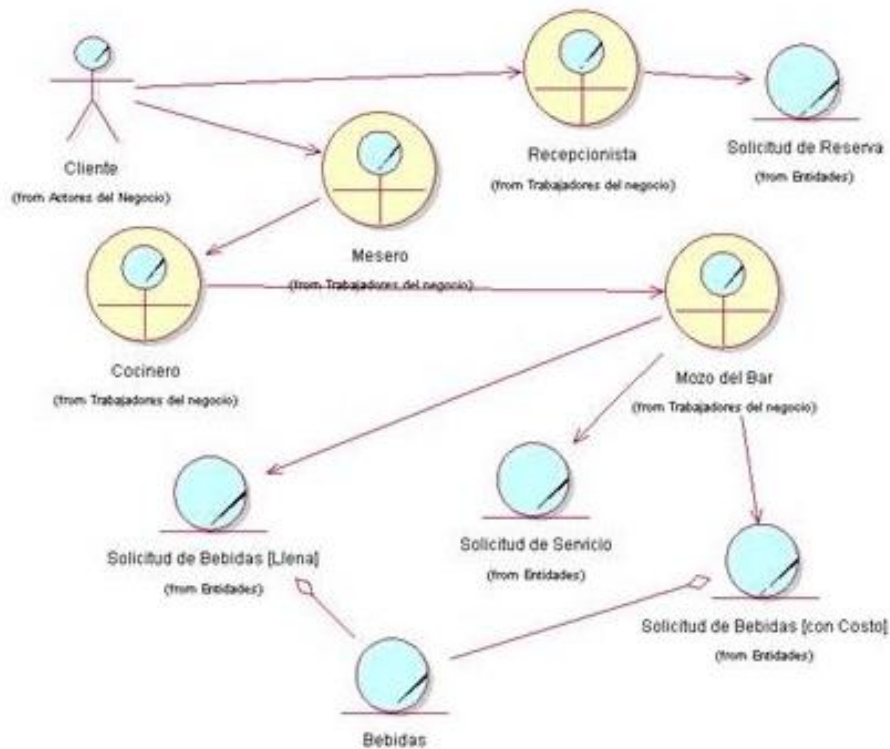 Cliente
(from Actores del Negocio)
Recepcionista
(from Trabajadores del negocio)
Solicitud de Reserva
(from Entidades)
Mesero
(from Trabajadores del negocio)
Cocinero
(from Trabajadores del negocio)
Mozo del Bar
(from Trabajadores del negocio)
Solicitud de Bebidas [Llena]
(from Entidades)
Solicitud de Servicio
(from Entidades)
Solicitud de Bebidas [con Costo]
(from Entidades)
Bebidas